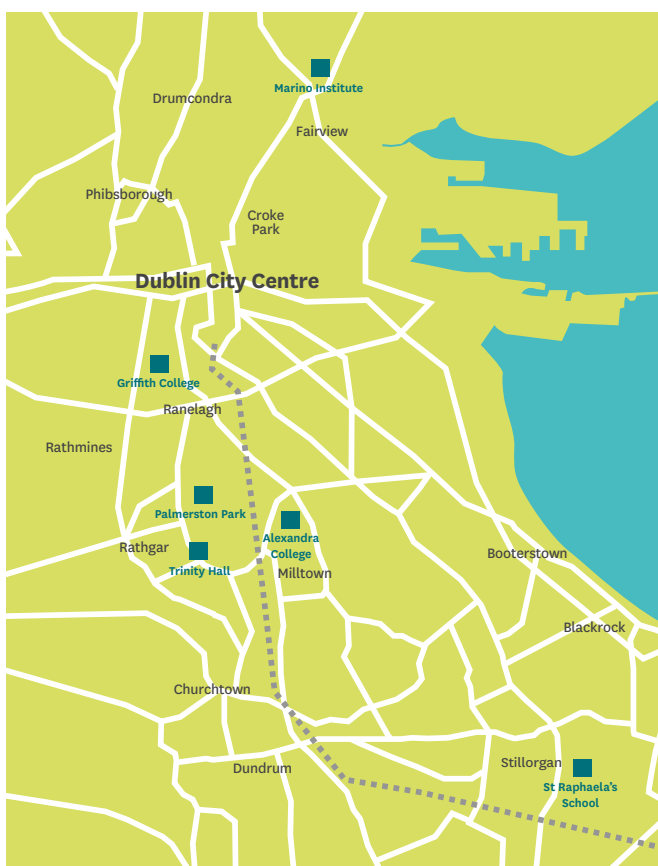 Marino Institute
Drumcondra
Fairview
Phibsborough
Croke
Park
Dublin City Centre
Griffith College
Ranelagh
Rathmines
Palmerston Park
Alexandra
College
Rathgar
Trinity Hall
Milltown
Booterstown
Blackrock
Churchtown
Dundrum
Stillorgan
St Raphaela's
School